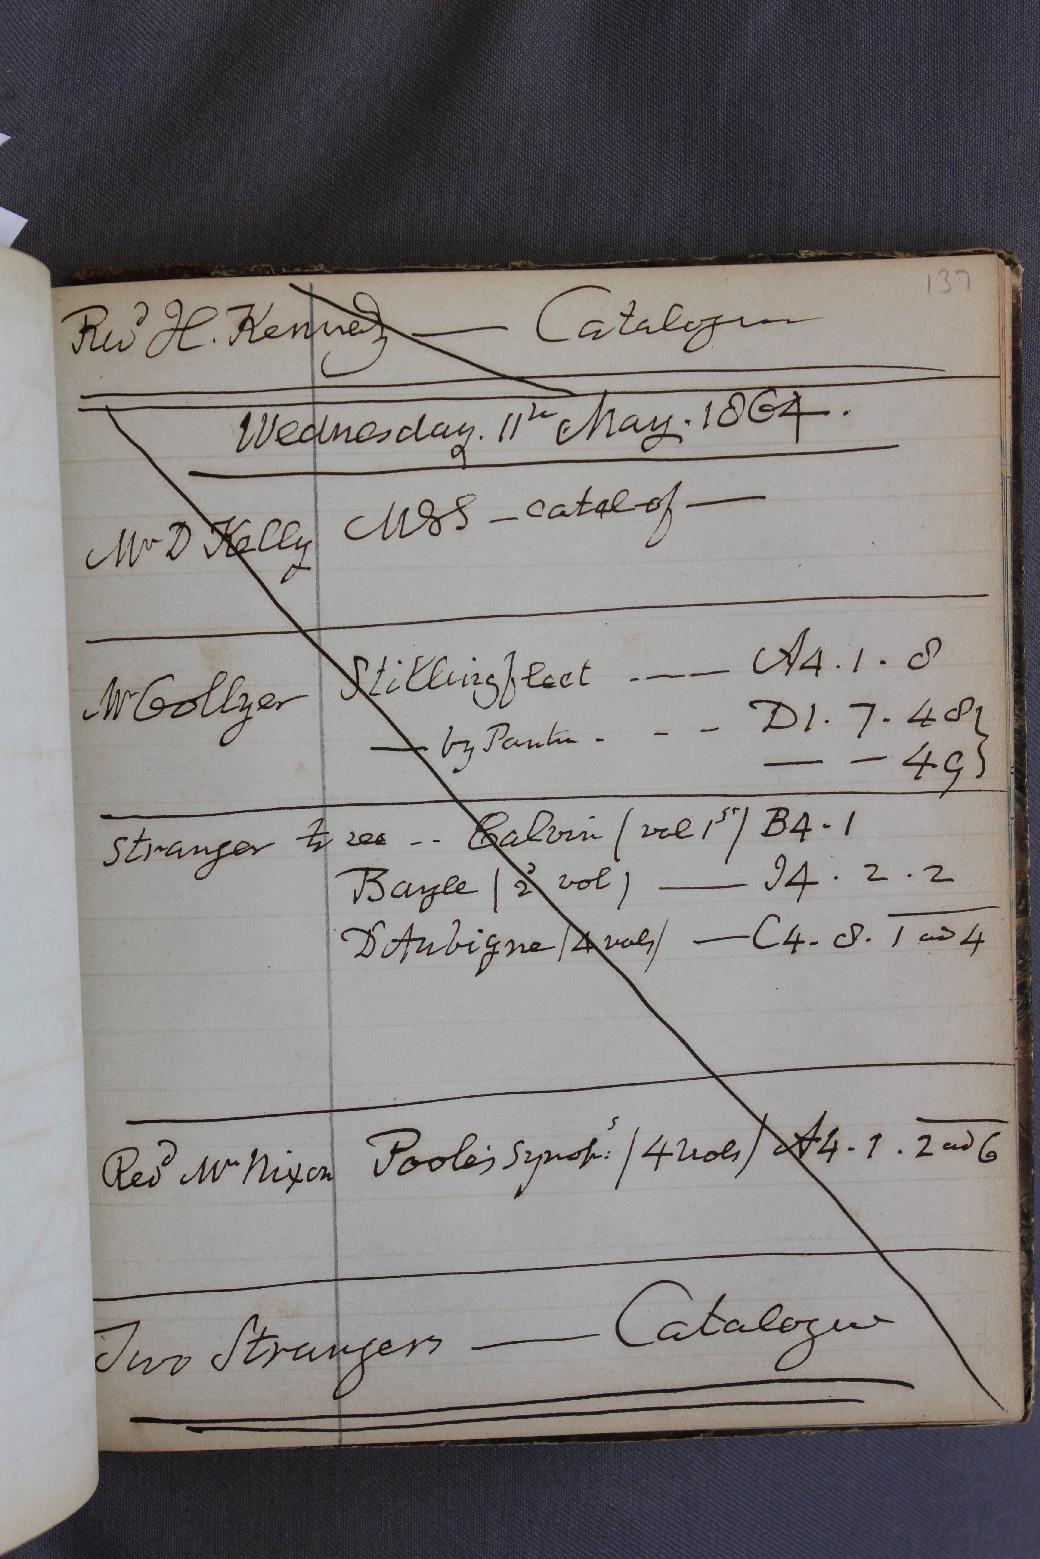 137
Revd H. Kennedy — Catalogue
Wednesday. 11th May. 1864.
Mr D Kelly MSS — catal of —
Mr Gollyer Stillingfleet ---- A4.1.8
— by - - - D1.7.48}
— — 49}
Stranger to see -- Calvin (vol 1st) B4.1
Bayle (2d vol) — I4.2.2
D'Aubigne (4 vols) — C4.8.1 and 4
Revd Mr Nixon Poole's Synops: (4 vols) A4.1.2 and 6
Two Strangers — Catalogue